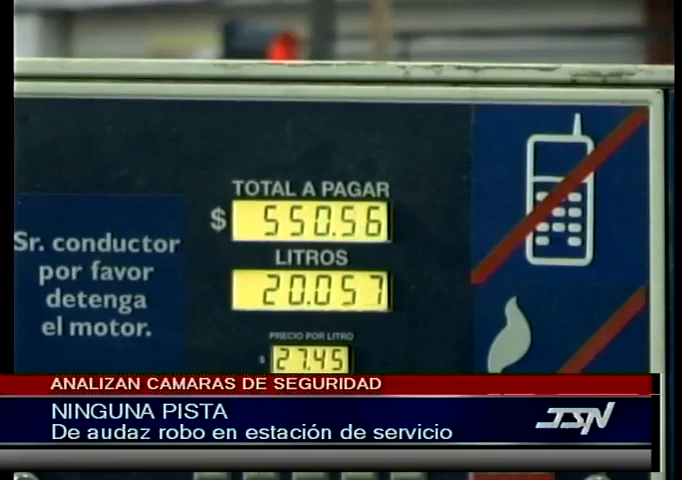 TOTAL A PAGAR
$ 550.56
LITROS
20.057
PRECIO POR LITRO
$ 27.45
Sr. conductor
por favor
detenga
el motor.
ANALIZAN CAMARAS DE SEGURIDAD
NINGUNA PISTA
De audaz robo en estación de servicio
JSN